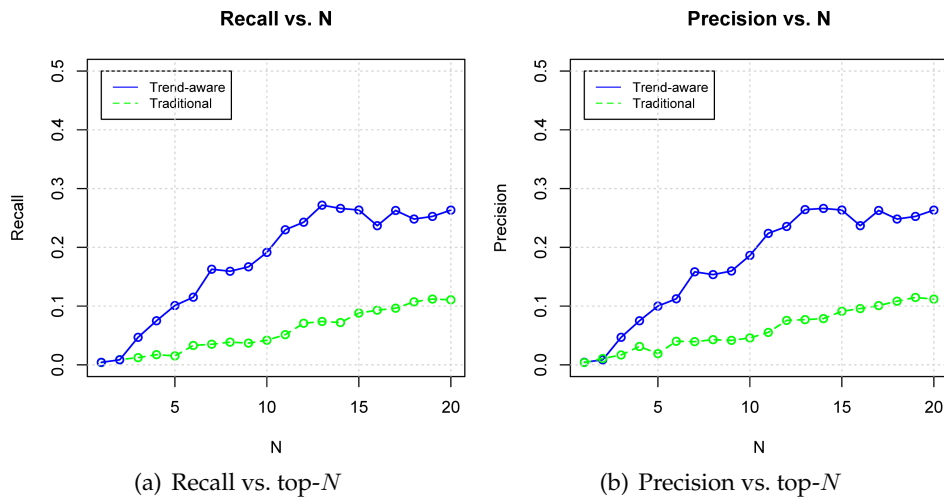 Recall vs. N
Trend-aware
Traditional
Recall
0.0
0.1
0.2
0.3
0.4
0.5
5
10
15
20
N
(a) Recall vs. top-N
Precision vs. N
Trend-aware
Traditional
Precision
0.0
0.1
0.2
0.3
0.4
0.5
5
10
15
20
N
(b) Precision vs. top-N